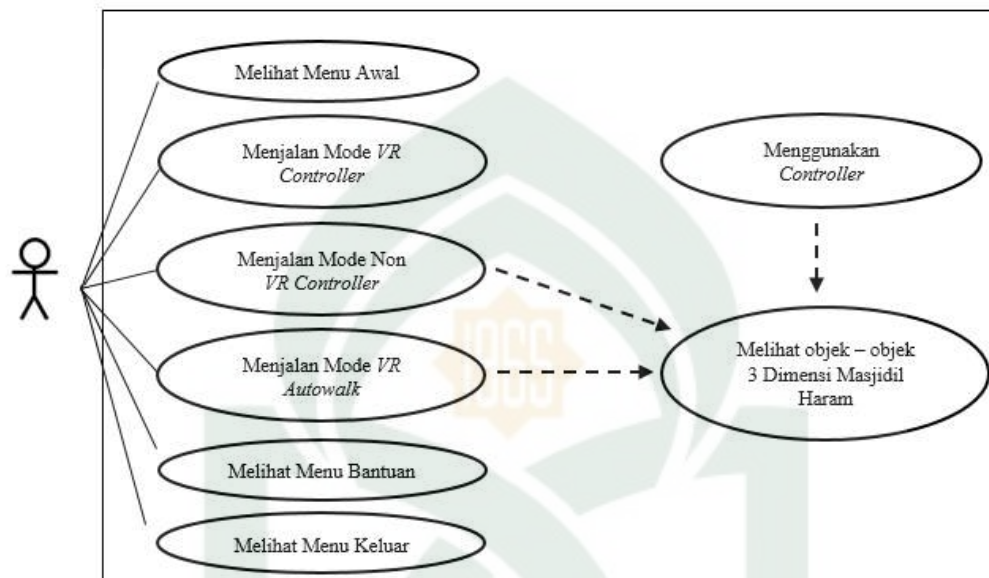 Melihat Menu Awal
Menjalan Mode VR
Controller
Menjalan Mode Non
VR Controller
Menjalan Mode VR
Autowalk
Melihat Menu Bantuan
Melihat Menu Keluar
Menggunakan
Controller
Melihat objek – objek
3 Dimensi Masjidil
Haram
1966